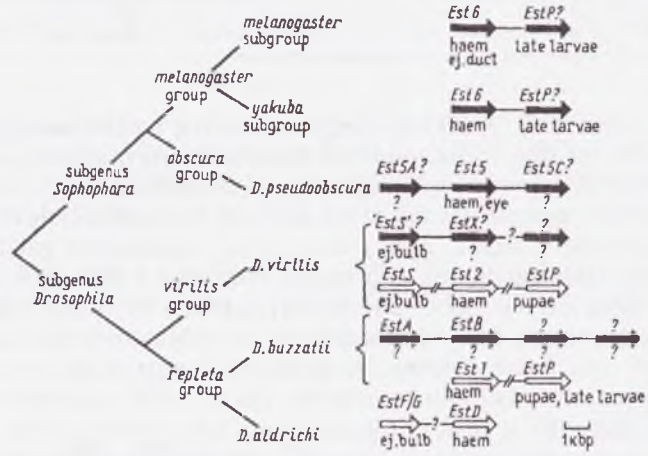 melanogaster
subgroup
Est6 EstP?
haem late larvae
ej.duct
melanogaster
group
yakuba
subgroup
Est6 EstP?
haem late larvae
obscura
group
subgenus
Sophophara
D.pseudoobscura
Est5A? Est5 Est5C?
? haem, eye ?
Est5'? EstX? ? ?
ej.bulb ? ?
D.virilis
subgenus
Drosophila
virilis
group
EstS Est2 EstP
ej.bulb haem pupae
EstA EstB ? ?
? ? ? ?
D.buzzatii
repleta
group
Est1 EstP
haem pupae, late larvae
EstF/G ? EstD
ej.bulb haem
D.aldrichi
1kbp